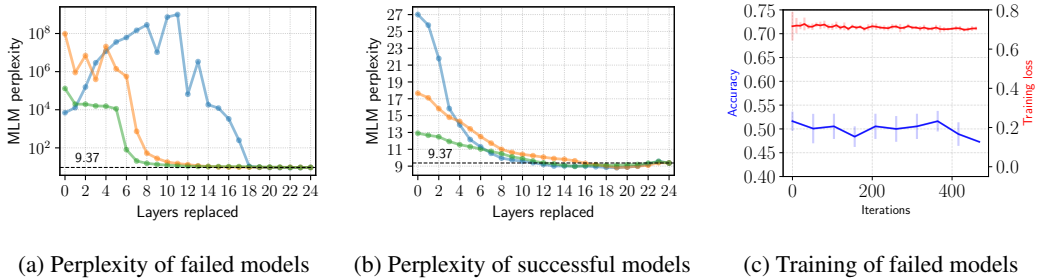 MLM perplexity
10^8
10^6
10^4
10^2
9.37
0 2 4 6 8 10 11 12 14 16 18 20 22 24
Layers replaced
(a) Perplexity of failed models
MLM perplexity
27
25
23
21
19
17
15
13
11
9
9.37
0 2 4 6 8 10 11 12 14 16 18 20 22 24
Layers replaced
(b) Perplexity of successful models
Accuracy
0.75
0.70
0.65
0.60
0.55
0.50
0.45
0.40
0 200 400
Iterations
0.8
0.6
0.4
0.2
0.0
Training loss
(c) Training of failed models